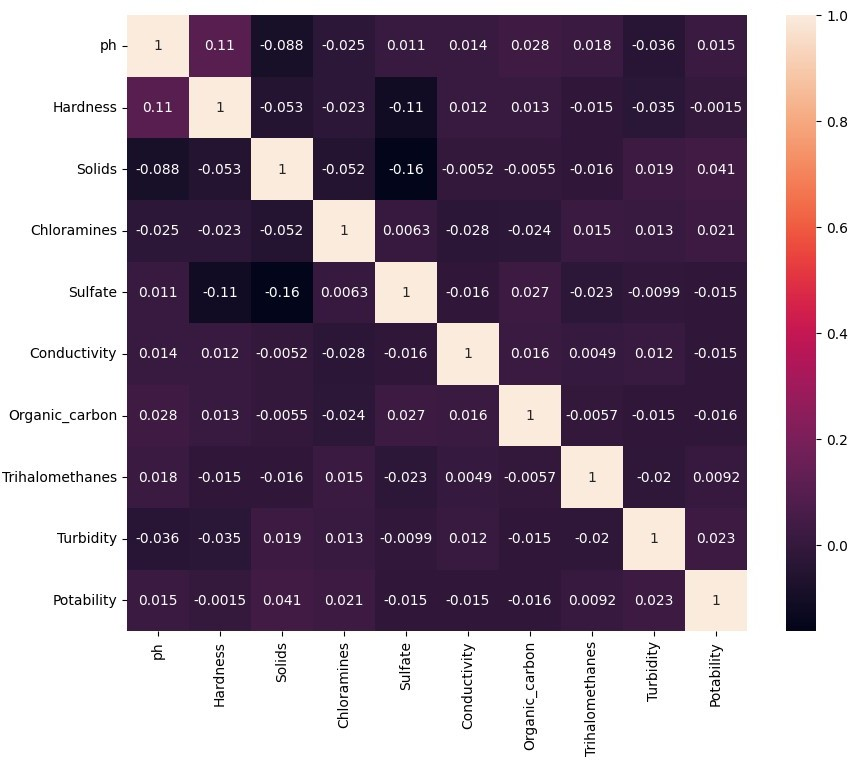 ph 1 0.11 -0.088 -0.025 0.011 0.014 0.028 0.018 -0.036 0.015
Hardness 0.11 1 -0.053 -0.023 -0.11 0.012 0.013 -0.015 -0.035 -0.0015
Solids -0.088 -0.053 1 -0.052 -0.16 -0.0052 -0.0055 -0.016 0.019 0.041
Chloramines -0.025 -0.023 -0.052 1 0.0063 -0.028 -0.024 0.015 0.013 0.021
Sulfate 0.011 -0.11 -0.16 0.0063 1 -0.016 0.027 -0.023 -0.0099 -0.015
Conductivity 0.014 0.012 -0.0052 -0.028 -0.016 1 0.016 0.0049 0.012 -0.015
Organic_carbon 0.028 0.013 -0.0055 -0.024 0.027 0.016 1 -0.0057 -0.015 -0.016
Trihalomethanes 0.018 -0.015 -0.016 0.015 -0.023 0.0049 -0.0057 1 -0.02 0.0092
Turbidity -0.036 -0.035 0.019 0.013 -0.0099 0.012 -0.015 -0.02 1 0.023
Potability 0.015 -0.0015 0.041 0.021 -0.015 -0.015 -0.016 0.0092 0.023 1
ph
Hardness
Solids
Chloramines
Sulfate
Conductivity
Organic_carbon
Trihalomethanes
Turbidity
Potability
1.0
0.8
0.6
0.4
0.2
0.0